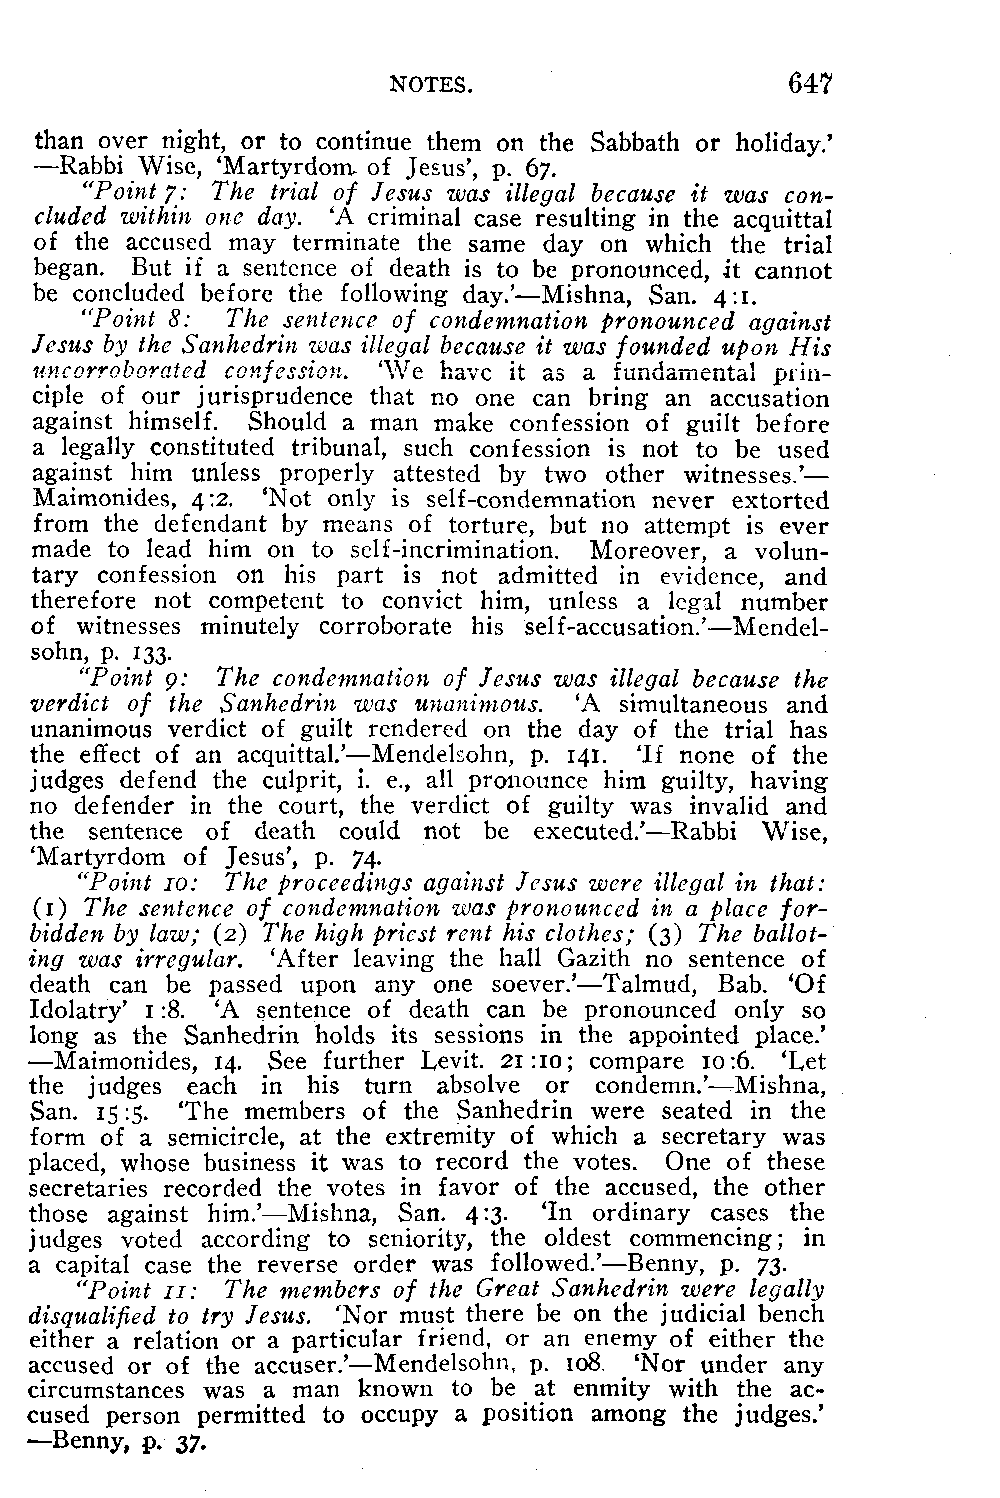 NOTES. 647
than over night, or to continue them on the Sabbath or holiday.'
—Rabbi Wise, 'Martyrdom of Jesus', p. 67.
"Point 7: The trial of Jesus was illegal because it was con-
cluded within one day. 'A criminal case resulting in the acquittal
of the accused may terminate the same day on which the trial
began. But if a sentence of death is to be pronounced, it cannot
be concluded before the following day.'—Mishna, San. 4:1.
"Point 8: The sentence of condemnation pronounced against
Jesus by the Sanhedrin was illegal because it was founded upon His
uncorroborated confession. 'We have it as a fundamental prin-
ciple of our jurisprudence that no one can bring an accusation
against himself. Should a man make confession of guilt before
a legally constituted tribunal, such confession is not to be used
against him unless properly attested by two other witnesses.'—
Maimonides, 4:2. 'Not only is self-condemnation never extorted
from the defendant by means of torture, but no attempt is ever
made to lead him on to self-incrimination. Moreover, a volun-
tary confession on his part is not admitted in evidence, and
therefore not competent to convict him, unless a legal number
of witnesses minutely corroborate his self-accusation.'—Mendel-
sohn, p. 133.
"Point 9: The condemnation of Jesus was illegal because the
verdict of the Sanhedrin was unanimous. 'A simultaneous and
unanimous verdict of guilt rendered on the day of the trial has
the effect of an acquittal.'—Mendelsohn, p. 141. 'If none of the
judges defend the culprit, i. e., all pronounce him guilty, having
no defender in the court, the verdict of guilty was invalid and
the sentence of death could not be executed.'—Rabbi Wise,
'Martyrdom of Jesus', p. 74.
"Point 10: The proceedings against Jesus were illegal in that:
(1) The sentence of condemnation was pronounced in a place for-
bidden by law; (2) The high priest rent his clothes; (3) The ballot-
ing was irregular. 'After leaving the hall Gazith no sentence of
death can be passed upon any one soever.'—Talmud, Bab. 'Of
Idolatry' 1:8. 'A sentence of death can be pronounced only so
long as the Sanhedrin holds its sessions in the appointed place.'
—Maimonides, 14. See further Levit. 21:10; compare 10:6. 'Let
the judges each in his turn absolve or condemn.'—Mishna,
San. 15:5. 'The members of the Sanhedrin were seated in the
form of a semicircle, at the extremity of which a secretary was
placed, whose business it was to record the votes. One of these
secretaries recorded the votes in favor of the accused, the other
those against him.'—Mishna, San. 4:3. 'In ordinary cases the
judges voted according to seniority, the oldest commencing; in
a capital case the reverse order was followed.'—Benny, p. 73.
"Point 11: The members of the Great Sanhedrin were legally
disqualified to try Jesus. 'Nor must there be on the judicial bench
either a relation or a particular friend, or an enemy of either the
accused or of the accuser.'—Mendelsohn, p. 108. 'Nor under any
circumstances was a man known to be at enmity with the ac-
cused person permitted to occupy a position among the judges.'
—Benny, p. 37.